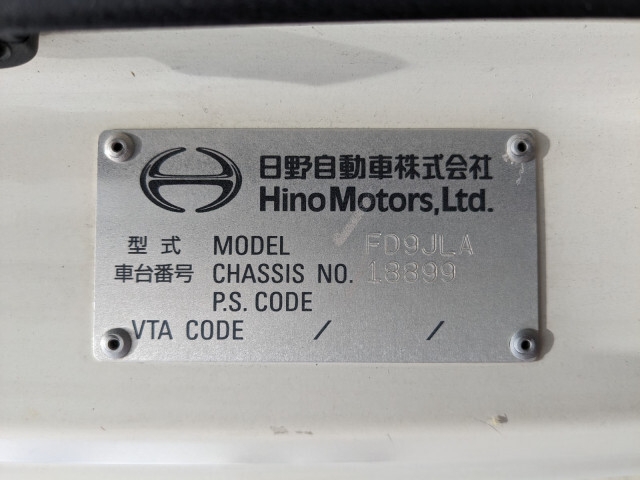 日野自動車株式会社
Hino Motors, Ltd.
型式 MODEL FD9JLA
車台番号 CHASSIS NO. 18899
P.S. CODE
VTA CODE / /